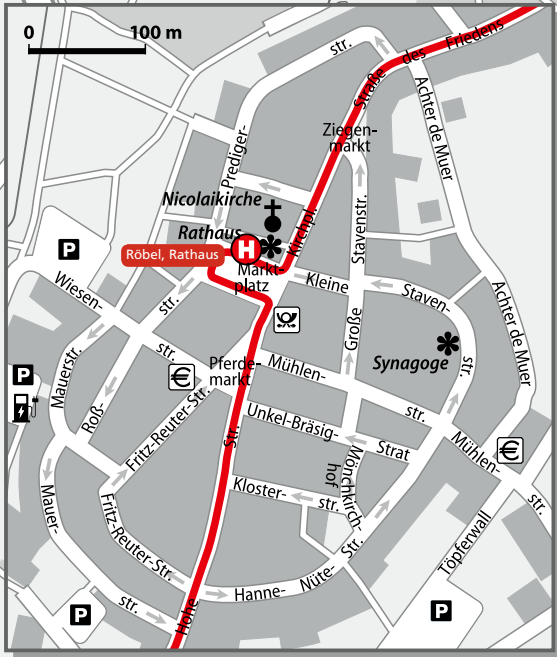 0 100 m
str.
Straße des Friedens
Achter de Muer
Ziegen-
markt
Prediger-
Nicolaikirche
Rathaus
H
Kirchpl.
Stavenstr.
Große
Röbel, Rathaus
Markt-
platz
Kleine
Staven-
str.
P
Wiesen-
str.
str.
Achter de Muer
Synagoge
Pferde-
markt
Mühlen-
str.
Mühlen-
str.
Mauerstr.
P
€
Roß-
Fritz-Reuter-Str.
Unkel-Bräsig-
Strat
€
Str.
Kloster-
str.
Mönchkirch-
hof
Mauer-
str.
Fritz-Reuter-Str.
Hanne-
Nüte-
Str.
Töpferwall
P
P
Hohe